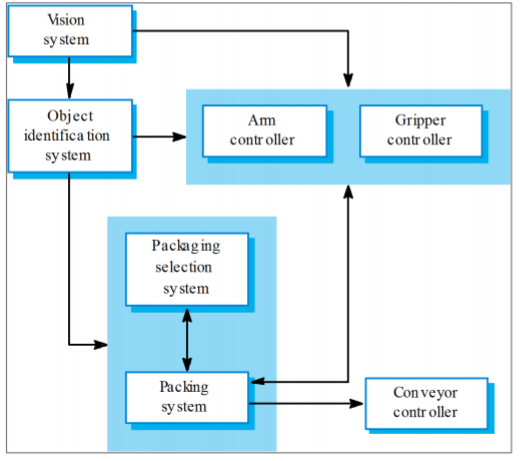 Vision
system
Object
identification
system
Arm
controller
Gripper
controller
Packaging
selection
system
Packing
system
Conveyor
controller